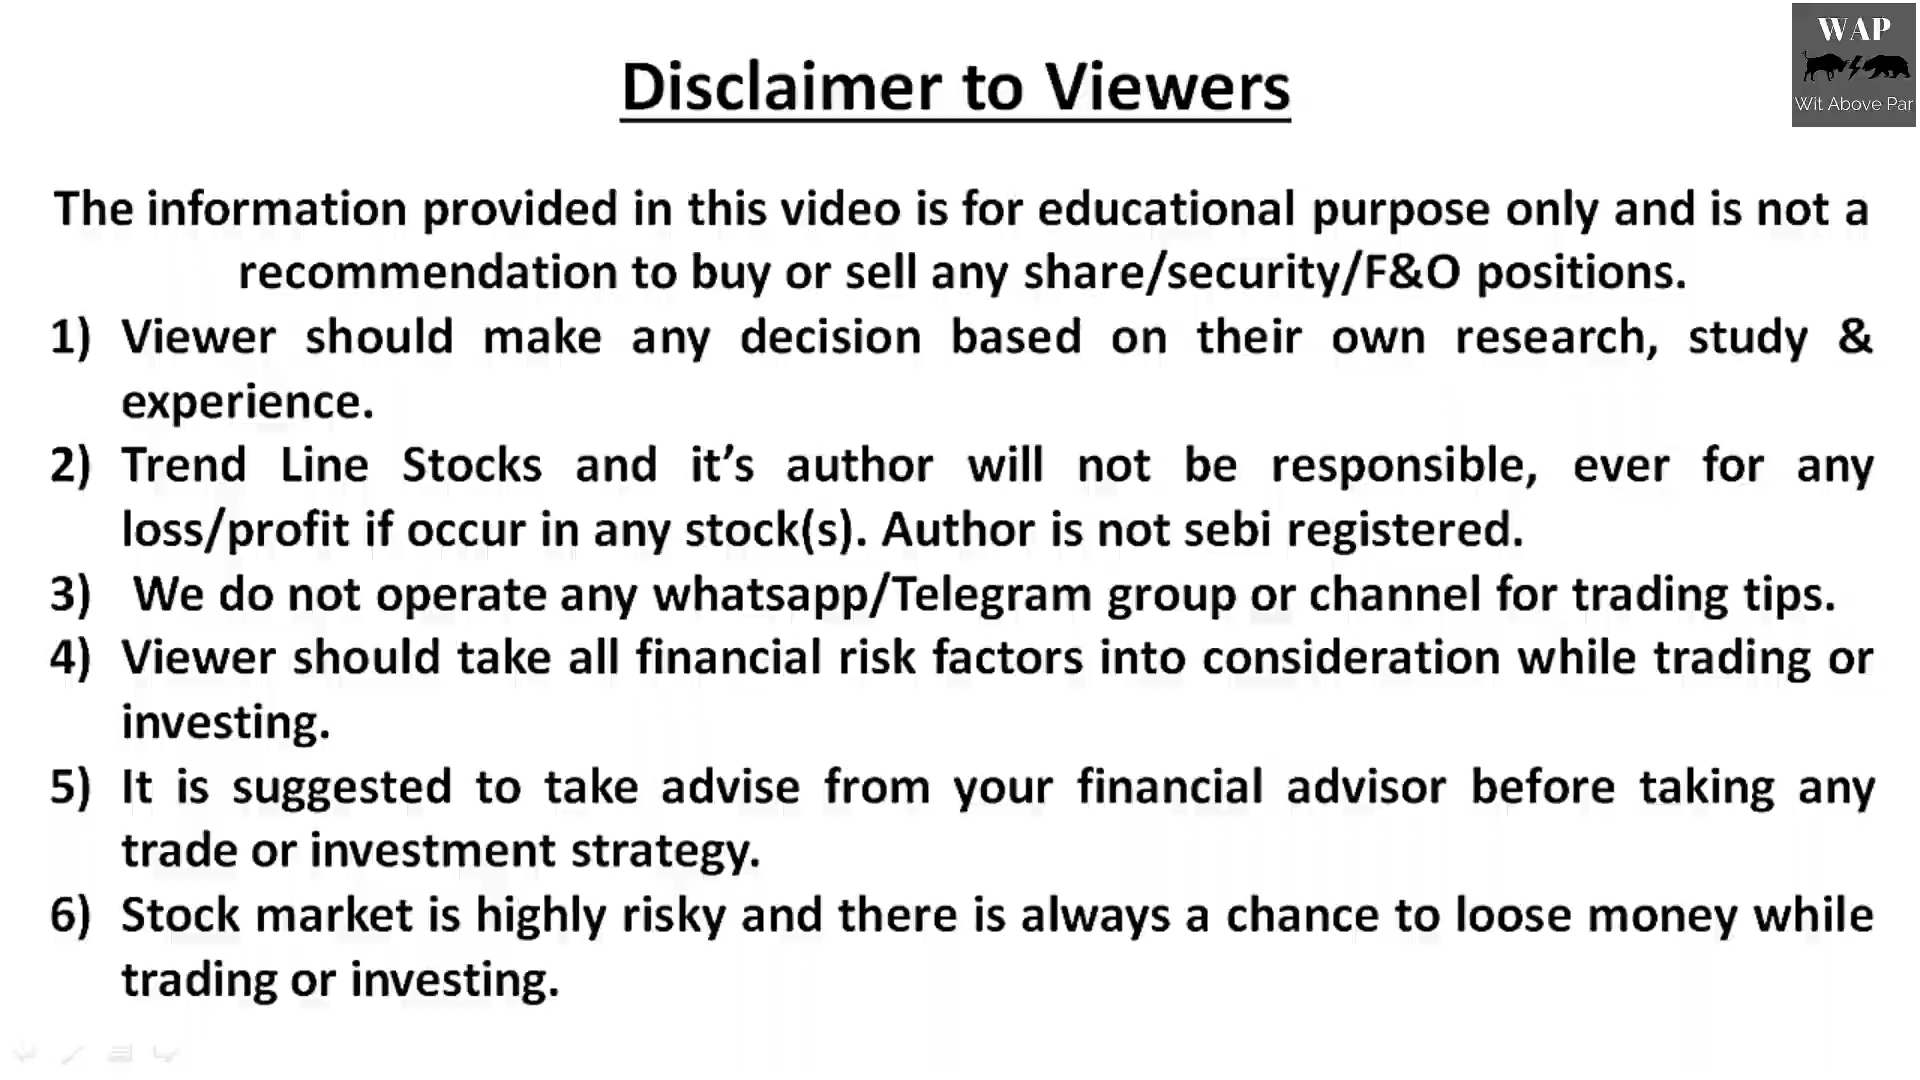 WAP
Wit Above Par
Disclaimer to Viewers
The information provided in this video is for educational purpose only and is not a
recommendation to buy or sell any share/security/F&O positions.
1) Viewer should make any decision based on their own research, study &
experience.
2) Trend Line Stocks and it’s author will not be responsible, ever for any
loss/profit if occur in any stock(s). Author is not sebi registered.
3) We do not operate any whatsapp/Telegram group or channel for trading tips.
4) Viewer should take all financial risk factors into consideration while trading or
investing.
5) It is suggested to take advise from your financial advisor before taking any
trade or investment strategy.
6) Stock market is highly risky and there is always a chance to loose money while
trading or investing.